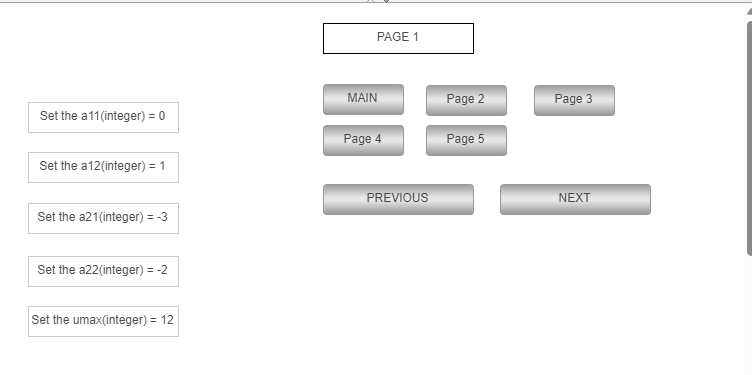 PAGE 1
MAIN
Page 2
Page 3
Page 4
Page 5
PREVIOUS
NEXT
Set the a11(integer) = 0
Set the a12(integer) = 1
Set the a21(integer) = -3
Set the a22(integer) = -2
Set the umax(integer) = 12